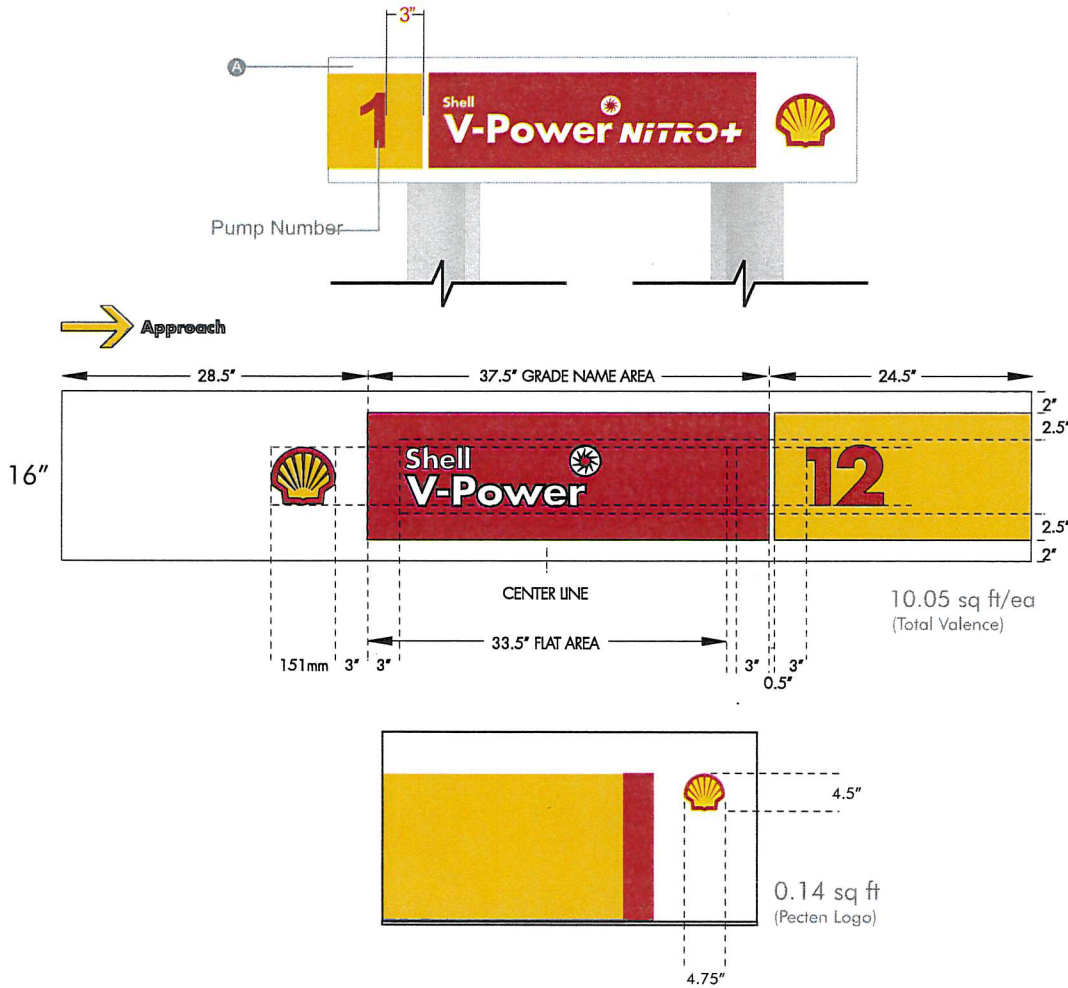 3"
A
1
Shell
V-Power NiTRO+
Pump Number
Approach
28.5"
37.5" GRADE NAME AREA
24.5"
2"
2.5"
16"
Shell
V-Power
12
2.5"
2"
CENTER LINE
10.05 sq ft/ea
(Total Valence)
33.5" FLAT AREA
151mm
3"
3"
3"
3"
0.5"
4.5"
0.14 sq ft
(Pecten Logo)
4.75"